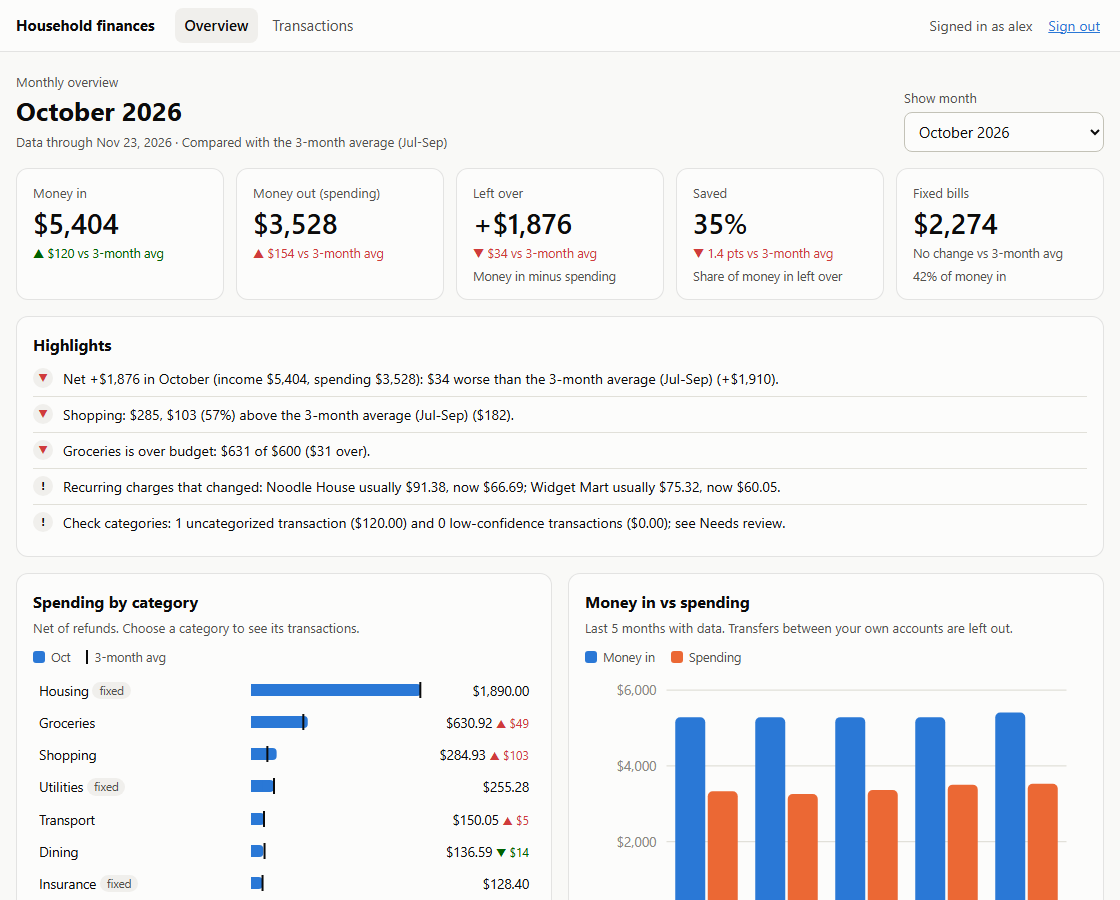 Household finances Overview Transactions Signed in as alex Sign out
Monthly overview
October 2026
Data through Nov 23, 2026 · Compared with the 3-month average (Jul-Sep)
Show month
October 2026
Money in
$5,404
▲ $120 vs 3-month avg
Money out (spending)
$3,528
▲ $154 vs 3-month avg
Left over
+$1,876
▼ $34 vs 3-month avg
Money in minus spending
Saved
35%
▼ 1.4 pts vs 3-month avg
Share of money in left over
Fixed bills
$2,274
No change vs 3-month avg
42% of money in
Highlights
▼ Net +$1,876 in October (income $5,404, spending $3,528): $34 worse than the 3-month average (Jul-Sep) (+$1,910).
▼ Shopping: $285, $103 (57%) above the 3-month average (Jul-Sep) ($182).
▼ Groceries is over budget: $631 of $600 ($31 over).
! Recurring charges that changed: Noodle House usually $91.38, now $66.69; Widget Mart usually $75.32, now $60.05.
! Check categories: 1 uncategorized transaction ($120.00) and 0 low-confidence transactions ($0.00); see Needs review.
Spending by category
Net of refunds. Choose a category to see its transactions.
Oct 3-month avg
Housing fixed $1,890.00
Groceries $630.92 ▲ $49
Shopping $284.93 ▲ $103
Utilities fixed $255.28
Transport $150.05 ▲ $5
Dining $136.59 ▼ $14
Insurance fixed $128.40
Money in vs spending
Last 5 months with data. Transfers between your own accounts are left out.
Money in Spending
$6,000
$4,000
$2,000